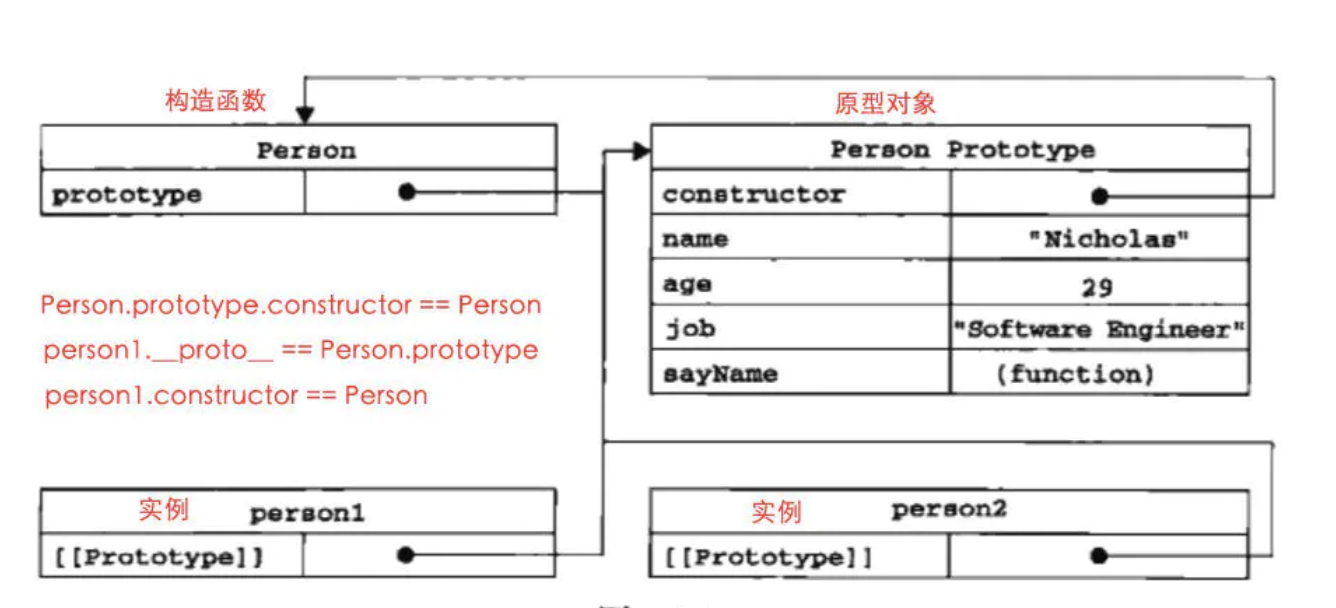 构造函数
原型对象
Person
prototype
Person Prototype
constructor
name "Nicholas"
age 29
job "Software Engineer"
sayName (function)
Person.prototype.constructor == Person
person1.__proto__ == Person.prototype
person1.constructor == Person
实例 person1
[[Prototype]]
实例 person2
[[Prototype]]